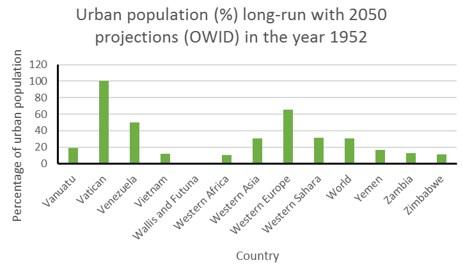 Urban population (%) long-run with 2050
projections (OWID) in the year 1952
Percentage of urban population
120
100
80
60
40
20
0
Vanuatu
Vatican
Venezuela
Vietnam
Wallis and Futuna
Western Africa
Western Asia
Western Europe
Western Sahara
World
Yemen
Zambia
Zimbabwe
Country